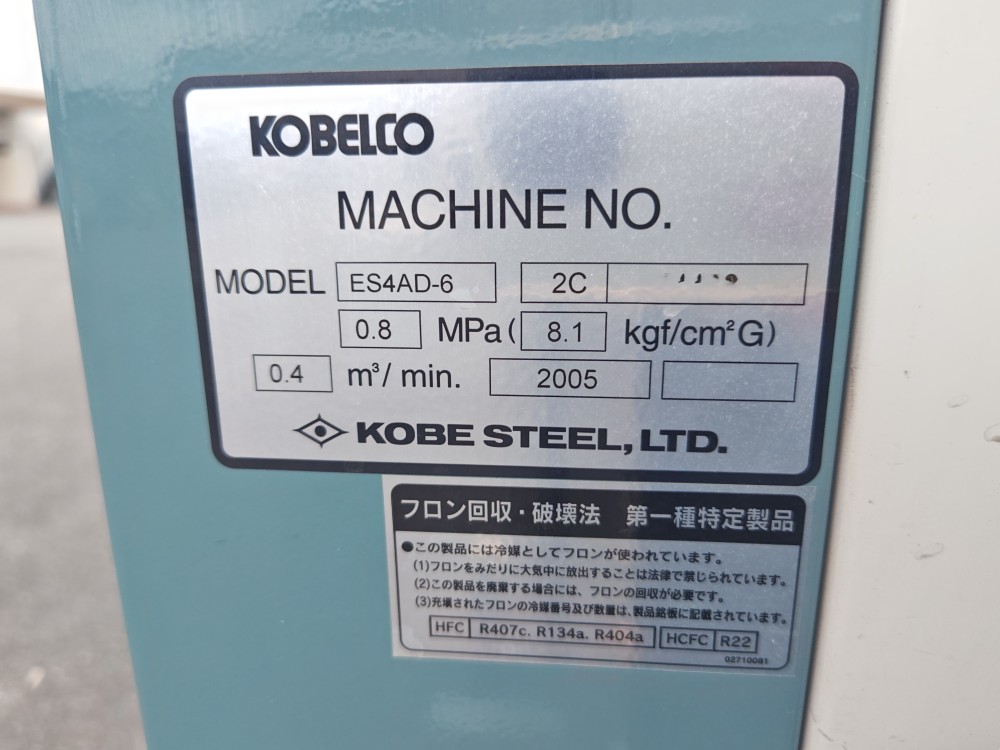 KOBELCO
MACHINE NO.
MODEL ES4AD-6 2C
0.8 MPa ( 8.1 kgf/cm²G)
0.4 m³/ min. 2005
KOBE STEEL, LTD.
フロン回収・破壊法 第一種特定製品
●この製品には冷媒としてフロンが使われています。
(1)フロンをみだりに大気中に放出することは法律で禁じられています。
(2)この製品を廃棄する場合には、フロンの回収が必要です。
(3)充填されたフロンの冷媒番号及び数量は、製品銘板に記載されています。
HFC R407c. R134a. R404a HCFC R22
02710081